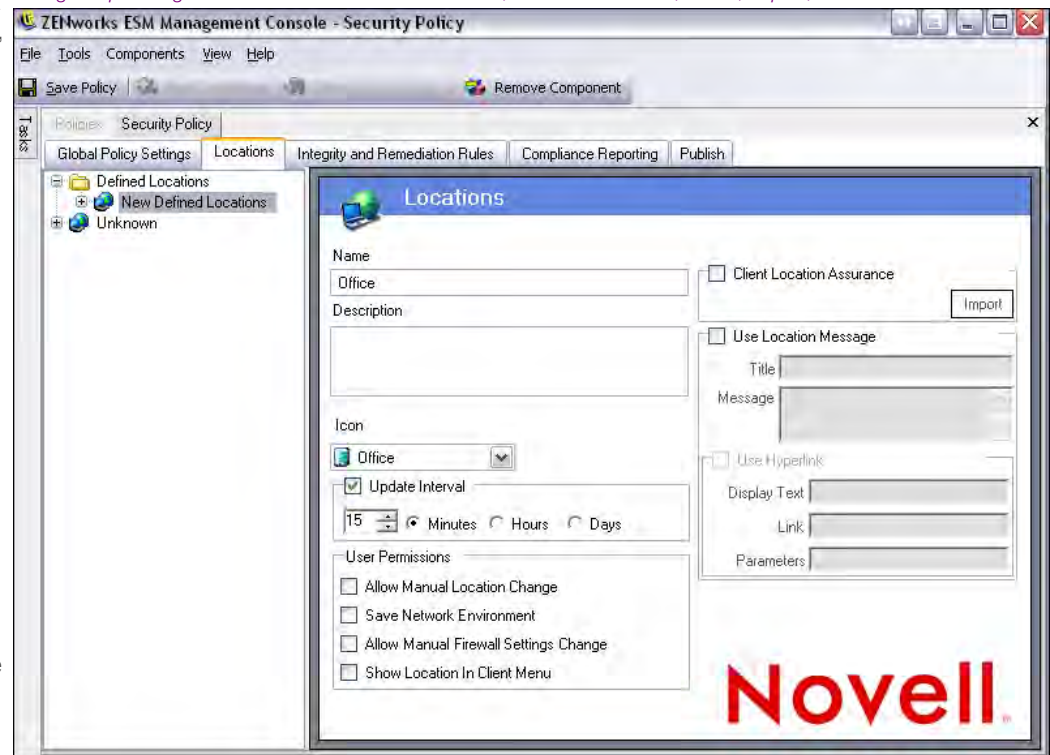 ZENworks ESM Management Console - Security Policy
File Tools Components View Help
Save Policy Remove Component
Tasks
Policies Security Policy
Global Policy Settings Locations Integrity and Remediation Rules Compliance Reporting Publish
Defined Locations
New Defined Locations
Unknown
Locations
Name
Office
Description
Icon
Office
Update Interval
15 Minutes Hours Days
User Permissions
Allow Manual Location Change
Save Network Environment
Allow Manual Firewall Settings Change
Show Location In Client Menu
Client Location Assurance
Import
Use Location Message
Title
Message
Use Hyperlink
Display Text
Link
Parameters
Novell